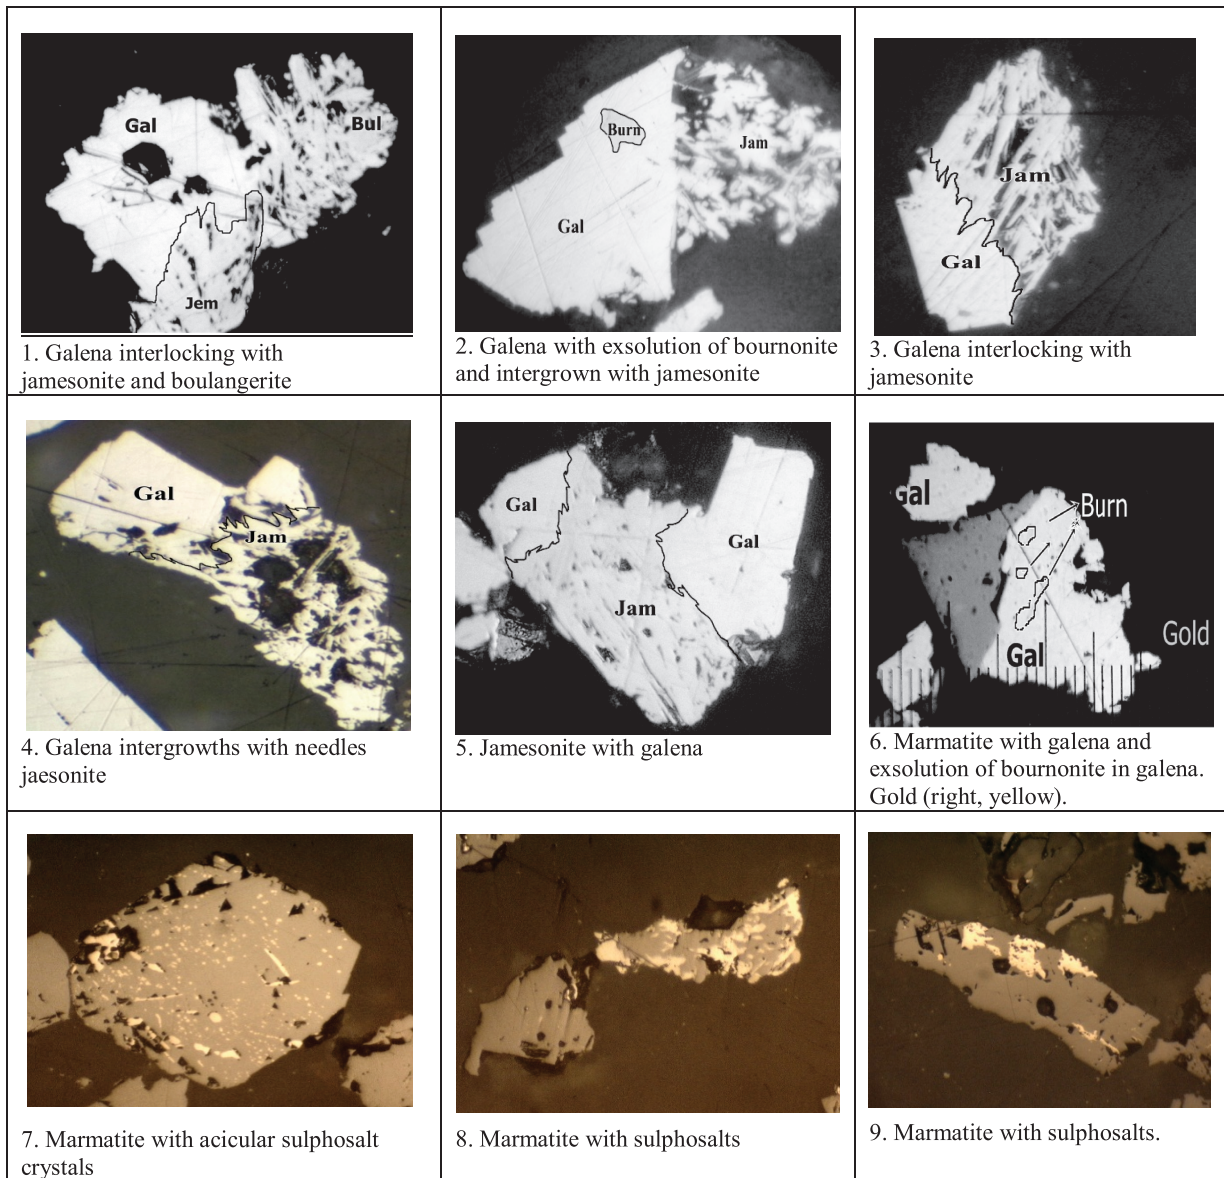 Gal
Bul
Jem
1. Galena interlocking with
jamesonite and boulangerite
Burn
Jam
Gal
2. Galena with exsolution of bournonite
and intergrown with jamesonite
Jam
Gal
3. Galena interlocking with
jamesonite
Gal
Jam
4. Galena intergrowths with needles
jaesonite
Gal
Gal
Jam
5. Jamesonite with galena
Gal
Burn
Gold
Gal
6. Marmatite with galena and
exsolution of bournonite in galena.
Gold (right, yellow).
7. Marmatite with acicular sulphosalt
crystals
8. Marmatite with sulphosalts
9. Marmatite with sulphosalts.